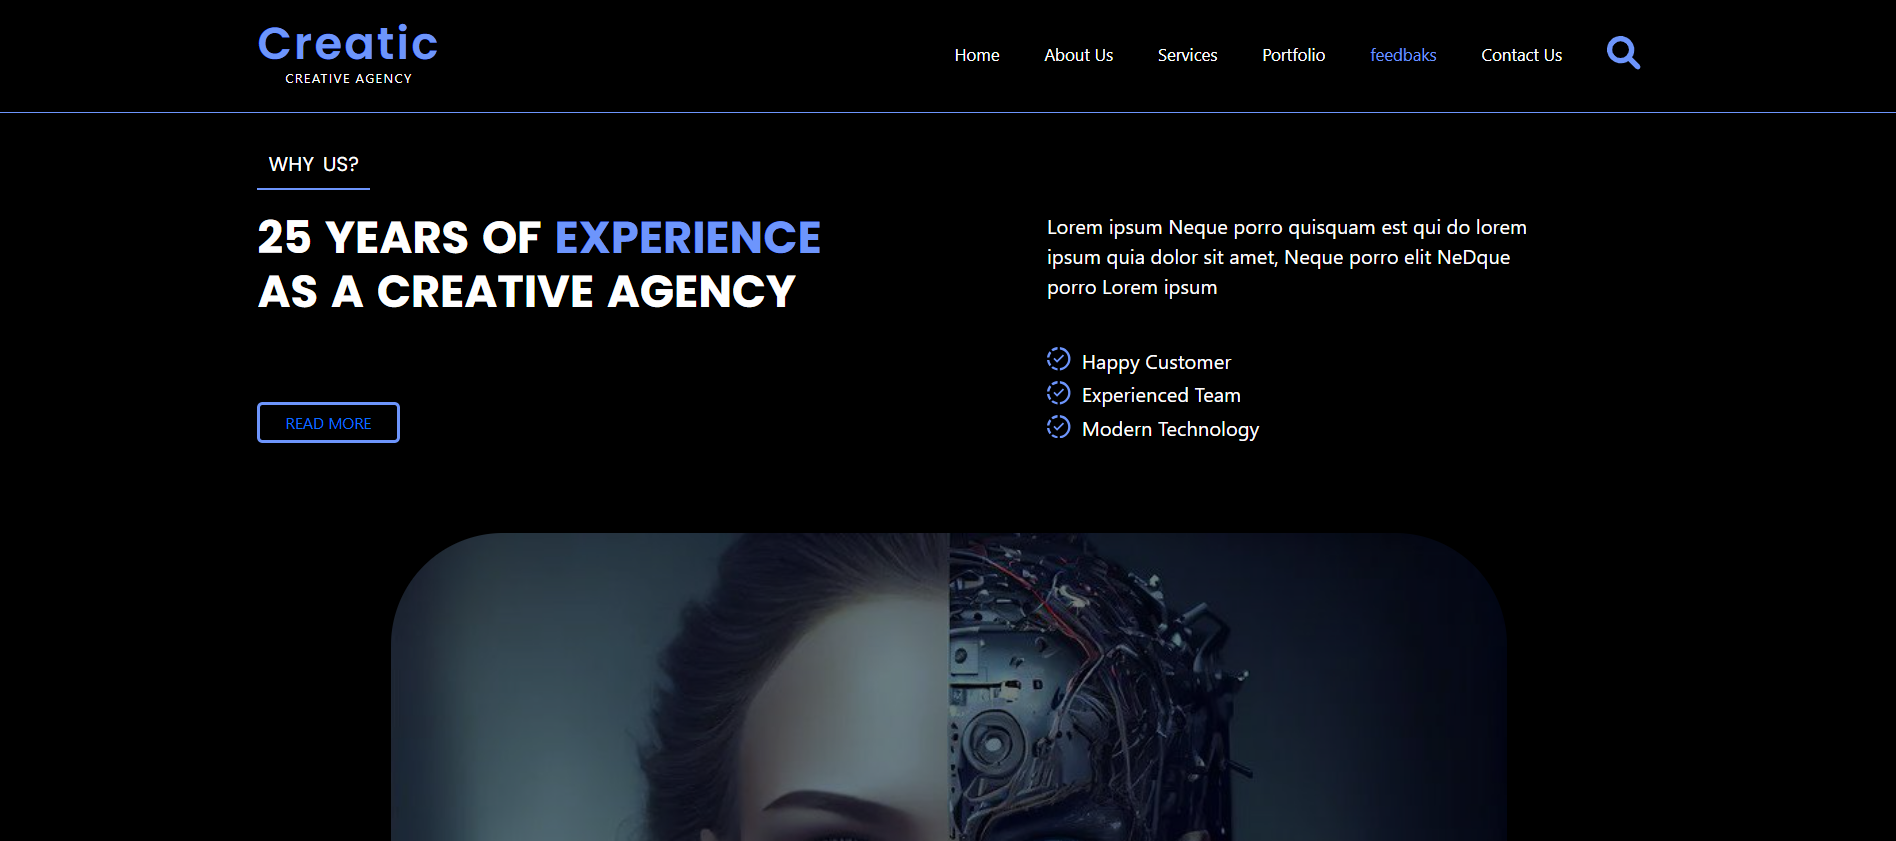 Creatic
CREATIVE AGENCY
Home About Us Services Portfolio feedbaks Contact Us
WHY US?
25 YEARS OF EXPERIENCE
AS A CREATIVE AGENCY
READ MORE
Lorem ipsum Neque porro quisquam est qui do lorem
ipsum quia dolor sit amet, Neque porro elit NeDque
porro Lorem ipsum
Happy Customer
Experienced Team
Modern Technology